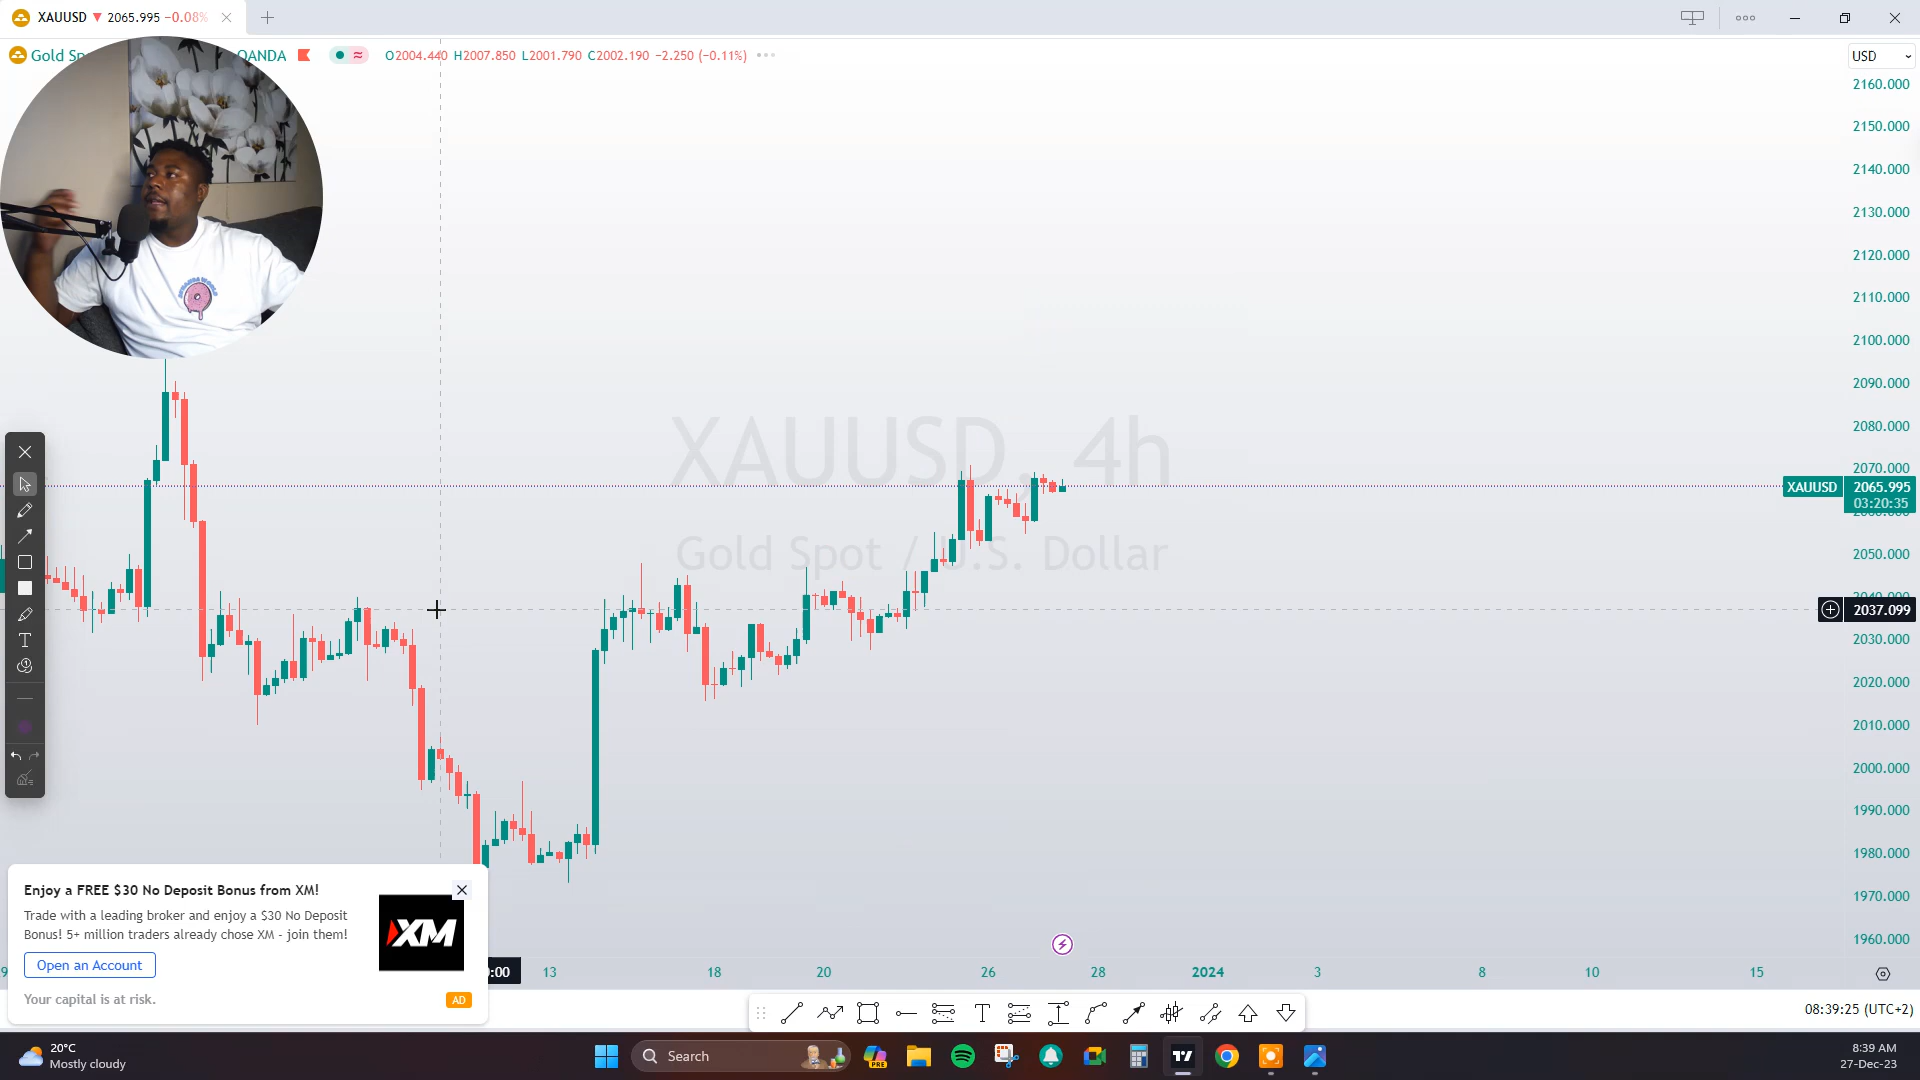 XAUUSD ▼ 2065.995 −0.08%
Gold Sp OANDA O2004.440 H2007.850 L2001.790 C2002.190 −2.250 (−0.11%)
USD
2160.000
2150.000
2140.000
2130.000
2120.000
2110.000
2100.000
2090.000
2080.000
2070.000
XAUUSD 2065.995
03:20:35
2060.000
2050.000
2040.000
2037.099
2030.000
2020.000
2010.000
2000.000
1990.000
1980.000
1970.000
1960.000
XAUUSD, 4h
Gold Spot / U.S. Dollar
Enjoy a FREE $30 No Deposit Bonus from XM!
Trade with a leading broker and enjoy a $30 No Deposit
Bonus! 5+ million traders already chose XM - join them!
XM
Open an Account
Your capital is at risk.
AD
9 :00 13 18 20 26 28 2024 3 8 10 15
08:39:25 (UTC+2)
20°C
Mostly cloudy
Search
PRE
8:39 AM
27-Dec-23